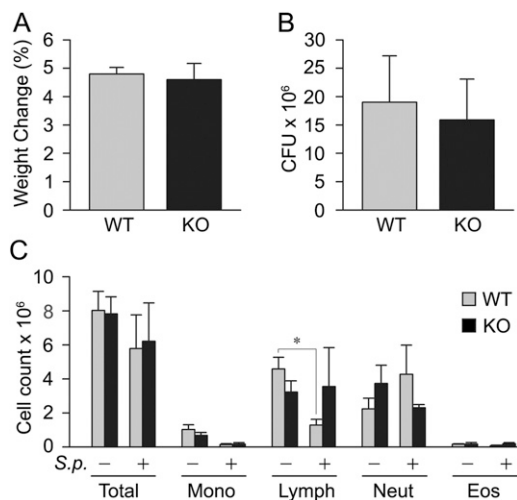 A
Weight Change (%)
6
5
4
3
2
1
0
WT KO
B
CFU x 10⁶
30
25
20
15
10
5
0
WT KO
C
Cell count x 10⁶
10
8
6
4
2
0
*
WT
KO
S.p. – + – + – + – + – +
Total Mono Lymph Neut Eos